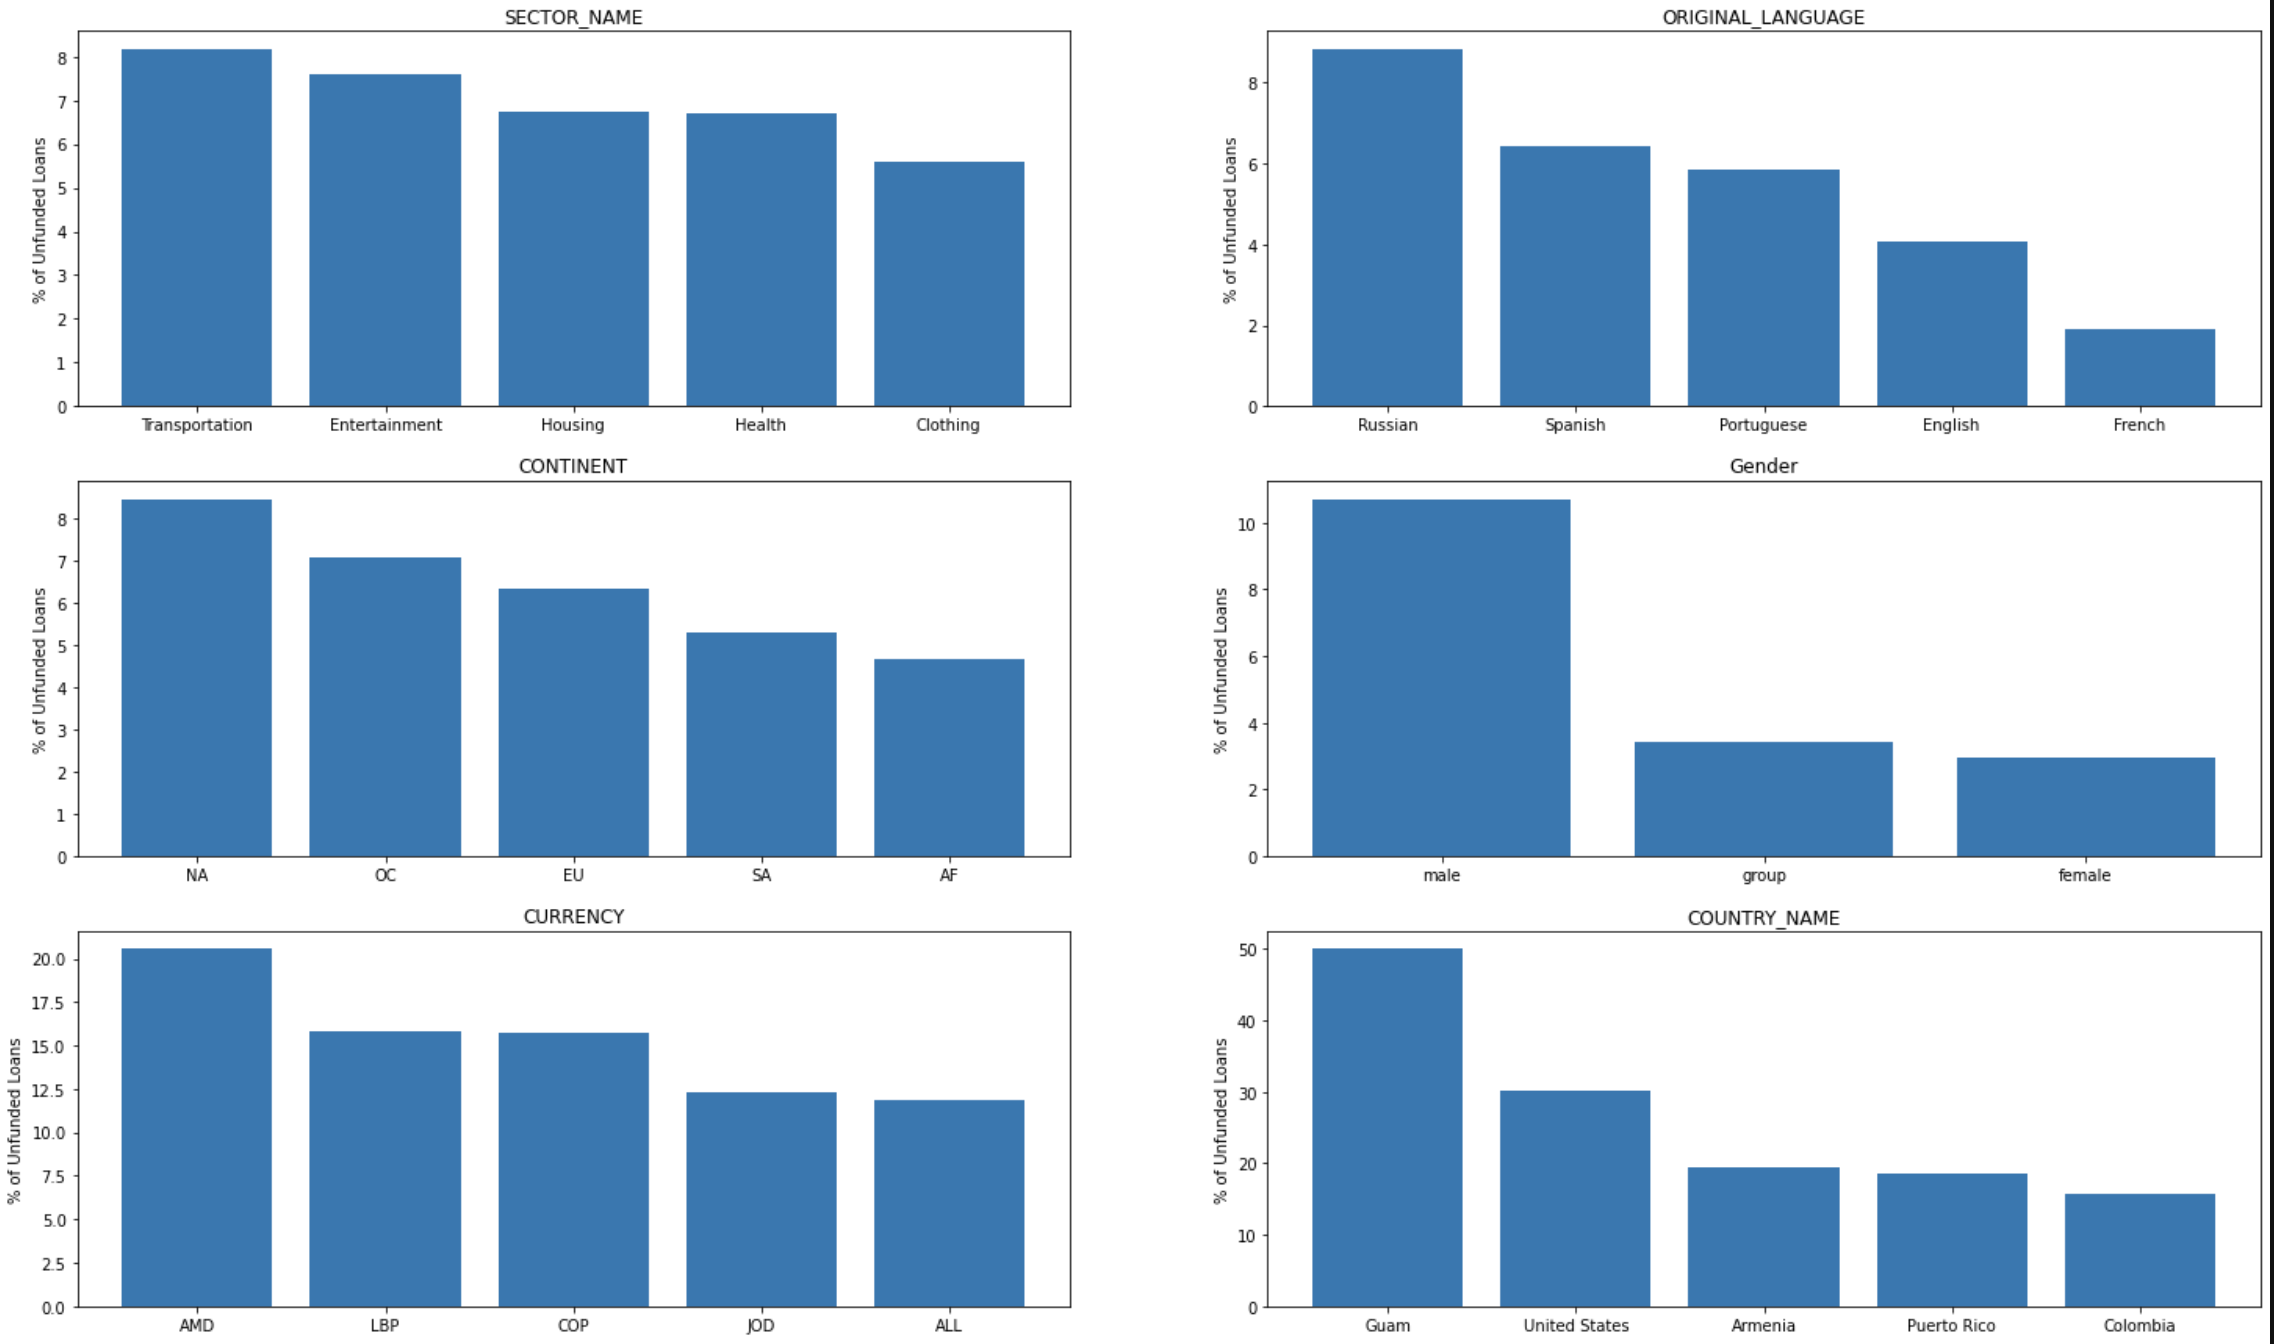 SECTOR_NAME
% of Unfunded Loans
8
7
6
5
4
3
2
1
0
Transportation Entertainment Housing Health Clothing
ORIGINAL_LANGUAGE
% of Unfunded Loans
8
6
4
2
0
Russian Spanish Portuguese English French
CONTINENT
% of Unfunded Loans
8
7
6
5
4
3
2
1
0
NA OC EU SA AF
Gender
% of Unfunded Loans
10
8
6
4
2
0
male group female
CURRENCY
% of Unfunded Loans
20.0
17.5
15.0
12.5
10.0
7.5
5.0
2.5
0.0
AMD LBP COP JOD ALL
COUNTRY_NAME
% of Unfunded Loans
50
40
30
20
10
0
Guam United States Armenia Puerto Rico Colombia